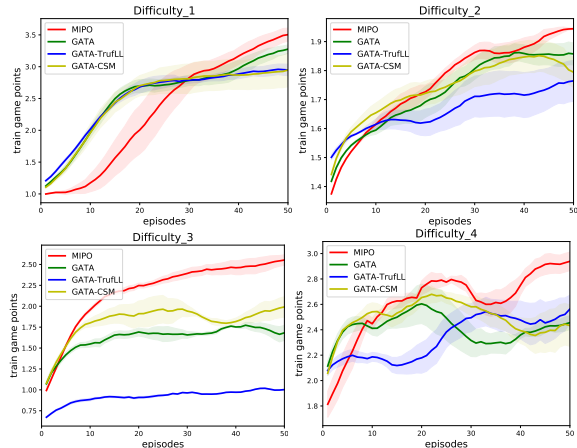 Difficulty_1
train game points
3.5
3.0
2.5
2.0
1.5
1.0
MIPO
GATA
GATA-TrufLL
GATA-CSM
0 10 20 30 40 50
episodes
Difficulty_2
train game points
1.9
1.8
1.7
1.6
1.5
1.4
MIPO
GATA
GATA-TrufLL
GATA-CSM
0 10 20 30 40 50
episodes
Difficulty_3
train game points
2.50
2.25
2.00
1.75
1.50
1.25
1.00
0.75
MIPO
GATA
GATA-TrufLL
GATA-CSM
0 10 20 30 40 50
episodes
Difficulty_4
train game points
3.0
2.8
2.6
2.4
2.2
2.0
1.8
MIPO
GATA
GATA-TrufLL
GATA-CSM
0 10 20 30 40 50
episodes